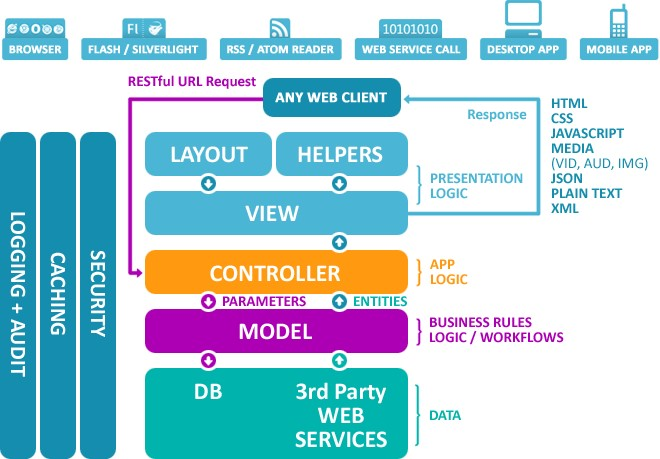 Fl
10101010
BROWSER
FLASH / SILVERLIGHT
RSS / ATOM READER
WEB SERVICE CALL
DESKTOP APP
MOBILE APP
RESTful URL Request
ANY WEB CLIENT
Response
HTML
CSS
JAVASCRIPT
MEDIA
(VID, AUD, IMG)
JSON
PLAIN TEXT
XML
LAYOUT
HELPERS
PRESENTATION
LOGIC
VIEW
CONTROLLER
APP
LOGIC
PARAMETERS
ENTITIES
MODEL
BUSINESS RULES
LOGIC / WORKFLOWS
DB
3rd Party
WEB
SERVICES
DATA
LOGGING + AUDIT
CACHING
SECURITY